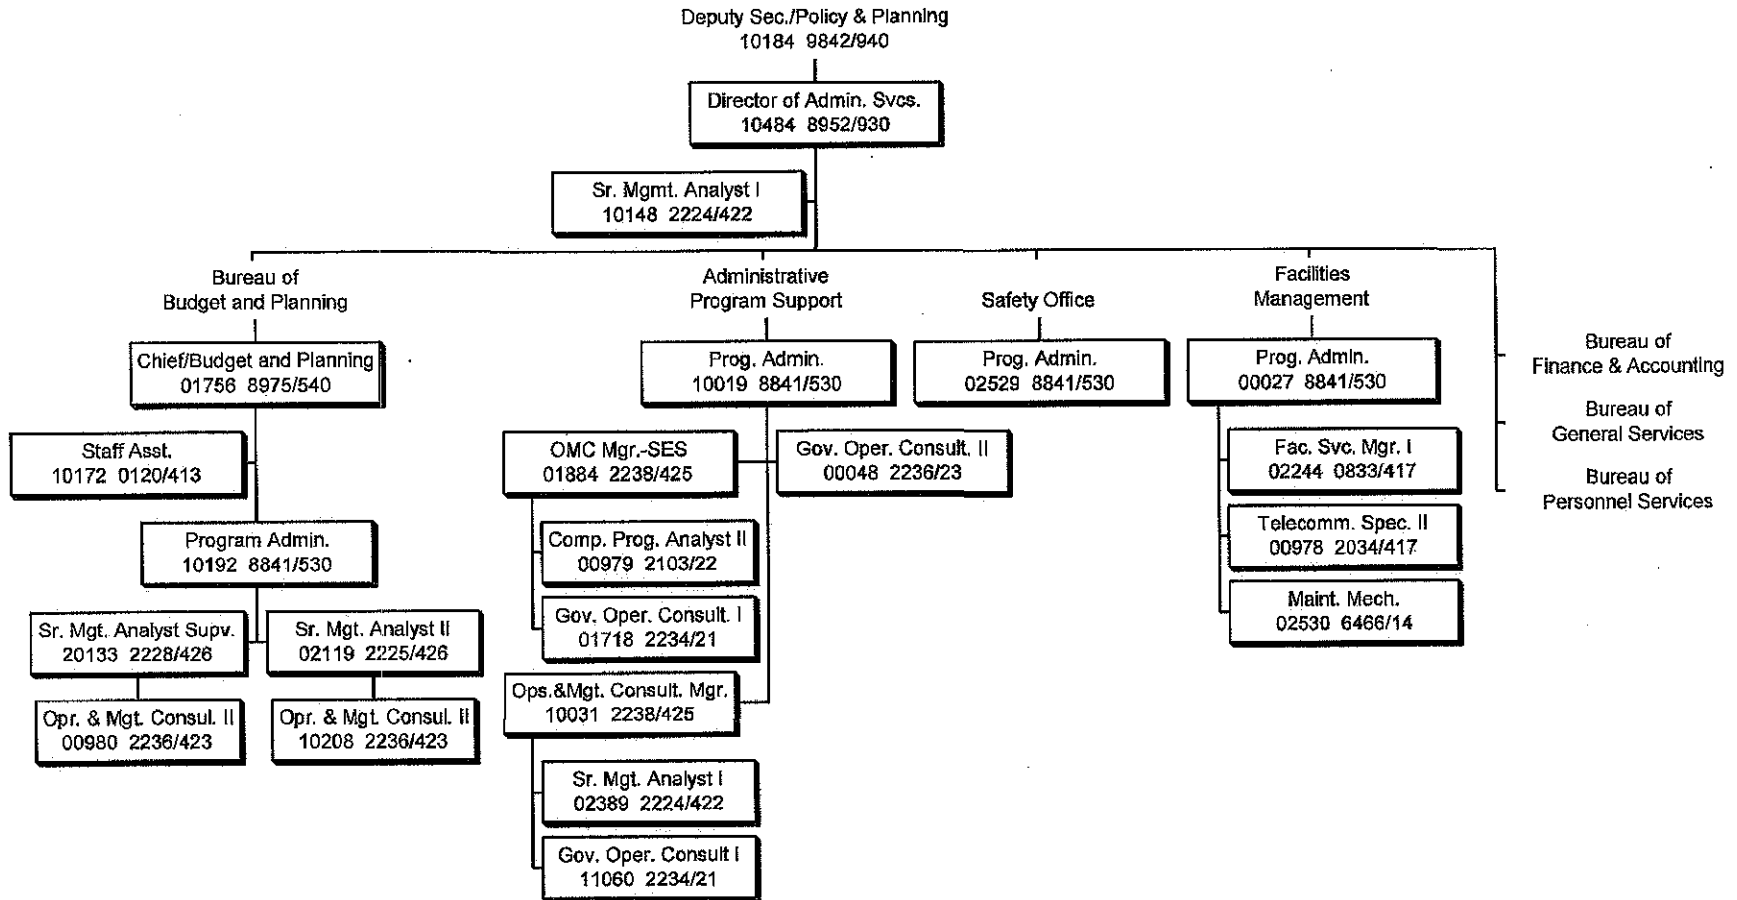 Deputy Sec./Policy & Planning
10184 9842/940
Director of Admin. Svcs.
10484 8952/930
Sr. Mgmt. Analyst I
10148 2224/422
Bureau of
Budget and Planning
Chief/Budget and Planning
01756 8975/540
Staff Asst.
10172 0120/413
Program Admin.
10192 8841/530
Sr. Mgt. Analyst Supv.
20133 2228/426
Sr. Mgt. Analyst II
02119 2225/426
Opr. & Mgt. Consul. II
00980 2236/423
Opr. & Mgt. Consul. II
10208 2236/423
Administrative
Program Support
Prog. Admin.
10019 8841/530
OMC Mgr.-SES
01884 2238/425
Gov. Oper. Consult. II
00048 2236/23
Comp. Prog. Analyst II
00979 2103/22
Gov. Oper. Consult. I
01718 2234/21
Ops.&Mgt. Consult. Mgr.
10031 2238/425
Sr. Mgt. Analyst I
02389 2224/422
Gov. Oper. Consult I
11060 2234/21
Safety Office
Prog. Admin.
02529 8841/530
Facilities
Management
Prog. Admin.
00027 8841/530
Fac. Svc. Mgr. I
02244 0833/417
Telecomm. Spec. II
00978 2034/417
Maint. Mech.
02530 6466/14
Bureau of
Finance & Accounting
Bureau of
General Services
Bureau of
Personnel Services